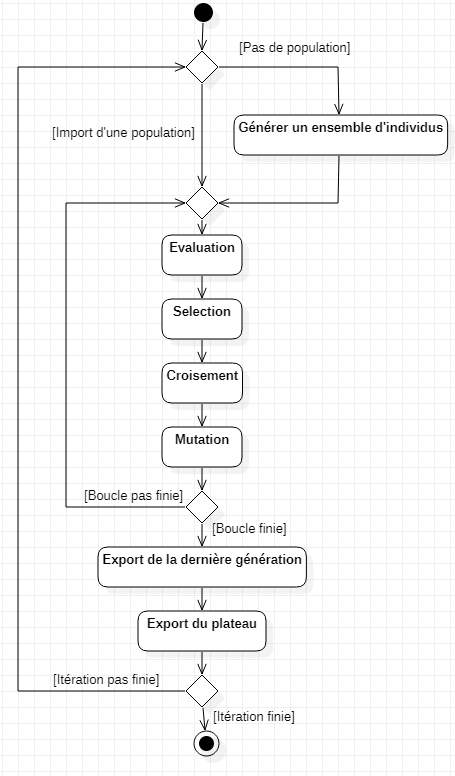 [Pas de population]
[Import d'une population]
Générer un ensemble d'individus
Evaluation
Selection
Croisement
Mutation
[Boucle pas finie]
[Boucle finie]
Export de la dernière génération
Export du plateau
[Itération pas finie]
[Itération finie]